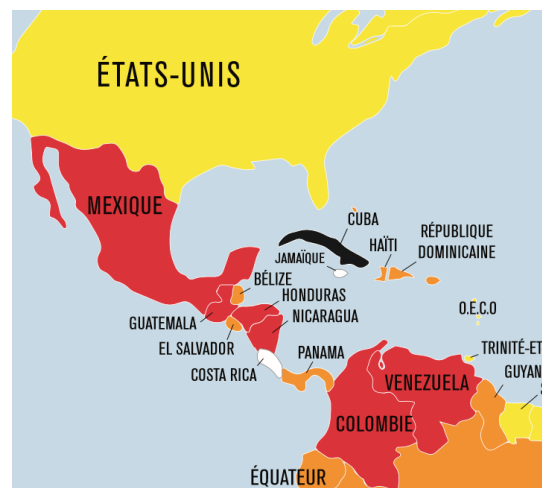 ÉTATS-UNIS
MEXIQUE
CUBA
HAÏTI
RÉPUBLIQUE
DOMINICAINE
JAMAÏQUE
BÉLIZE
HONDURAS
NICARAGUA
O.E.C.O
GUATEMALA
EL SALVADOR
COSTA RICA
PANAMA
TRINITÉ-ET
GUYAN
VENEZUELA
COLOMBIE
ÉQUATEUR